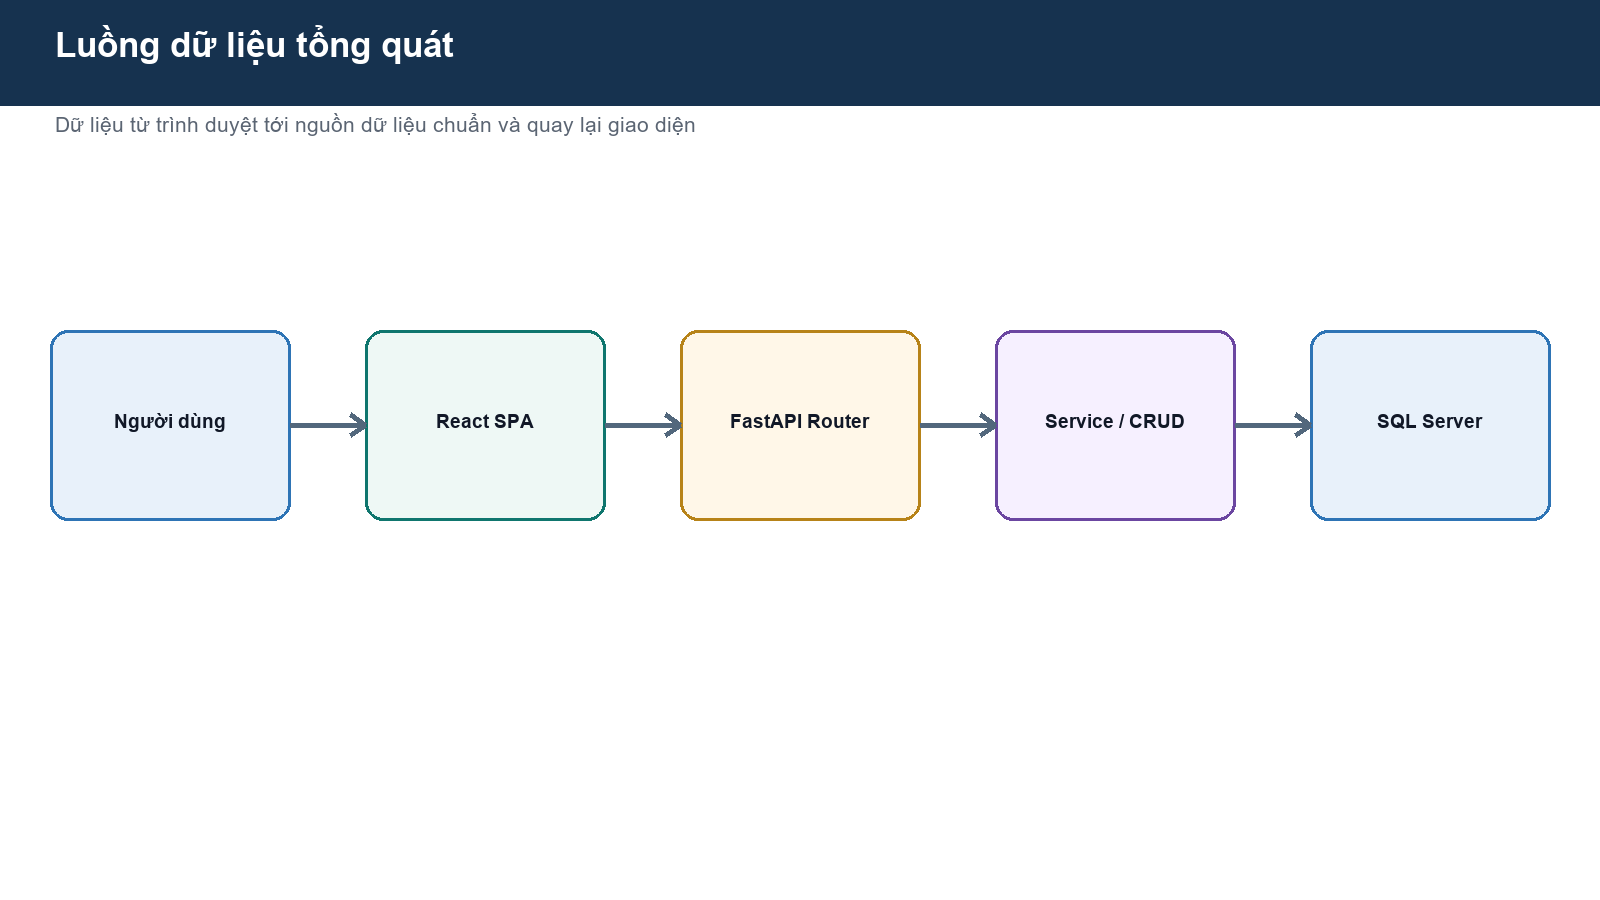 Luồng dữ liệu tổng quát
Dữ liệu từ trình duyệt tới nguồn dữ liệu chuẩn và quay lại giao diện
Người dùng
React SPA
FastAPI Router
Service / CRUD
SQL Server